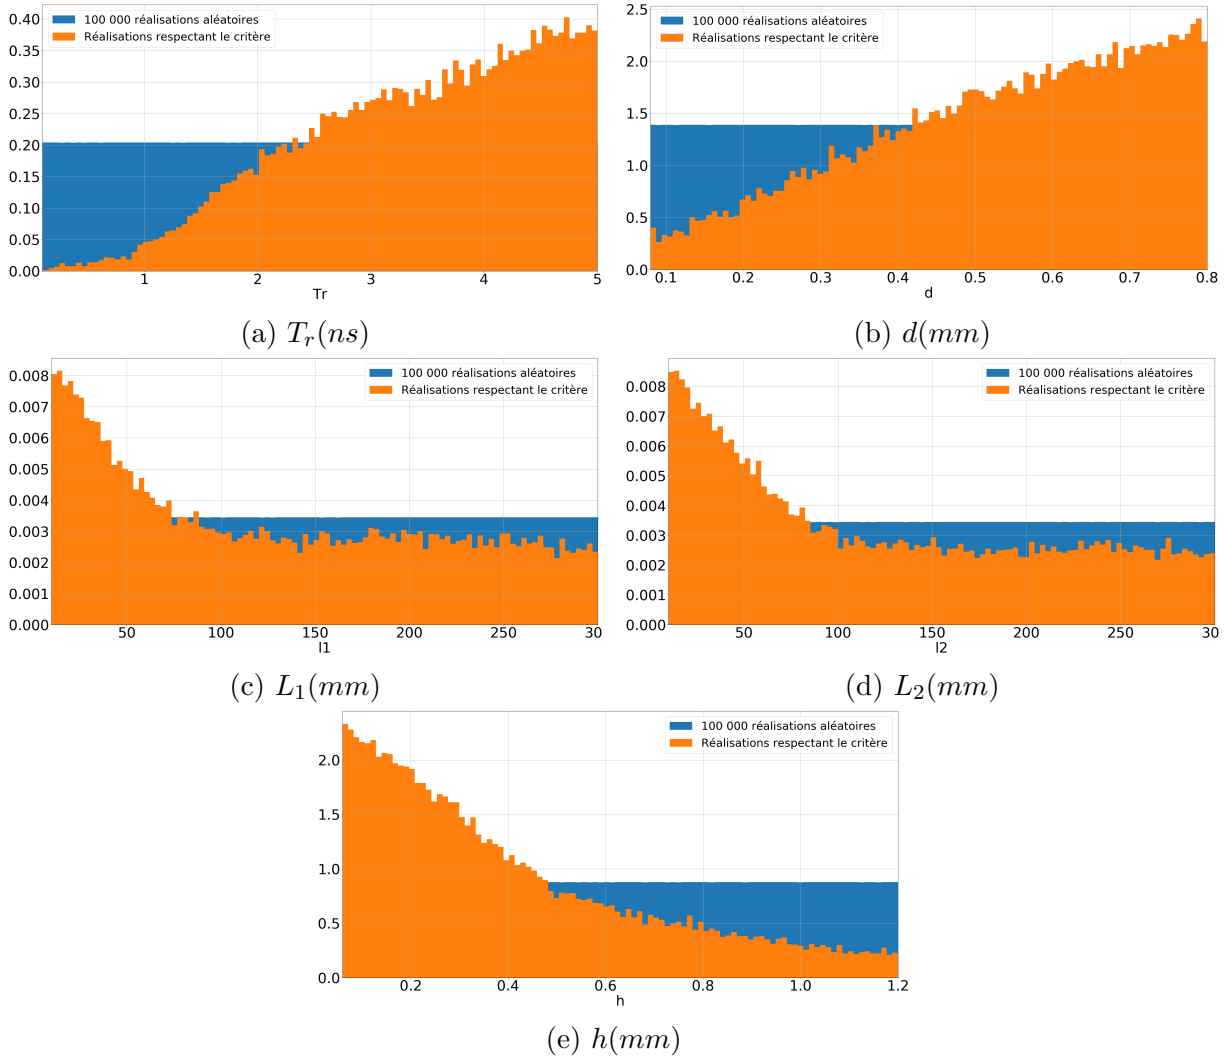 0.40
0.35
0.30
0.25
0.20
0.15
0.10
0.05
0.00
100 000 réalisations aléatoires
Réalisations respectant le critère
1 2 3 4 5
Tr
(a) T_r(ns)
2.5
2.0
1.5
1.0
0.5
0.0
100 000 réalisations aléatoires
Réalisations respectant le critère
0.1 0.2 0.3 0.4 0.5 0.6 0.7 0.8
d
(b) d(mm)
0.008
0.007
0.006
0.005
0.004
0.003
0.002
0.001
0.000
100 000 réalisations aléatoires
Réalisations respectant le critère
50 100 150 200 250 30
l1
(c) L_1(mm)
0.008
0.007
0.006
0.005
0.004
0.003
0.002
0.001
0.000
100 000 réalisations aléatoires
Réalisations respectant le critère
50 100 150 200 250 30
l2
(d) L_2(mm)
2.0
1.5
1.0
0.5
0.0
100 000 réalisations aléatoires
Réalisations respectant le critère
0.2 0.4 0.6 0.8 1.0 1.2
h
(e) h(mm)